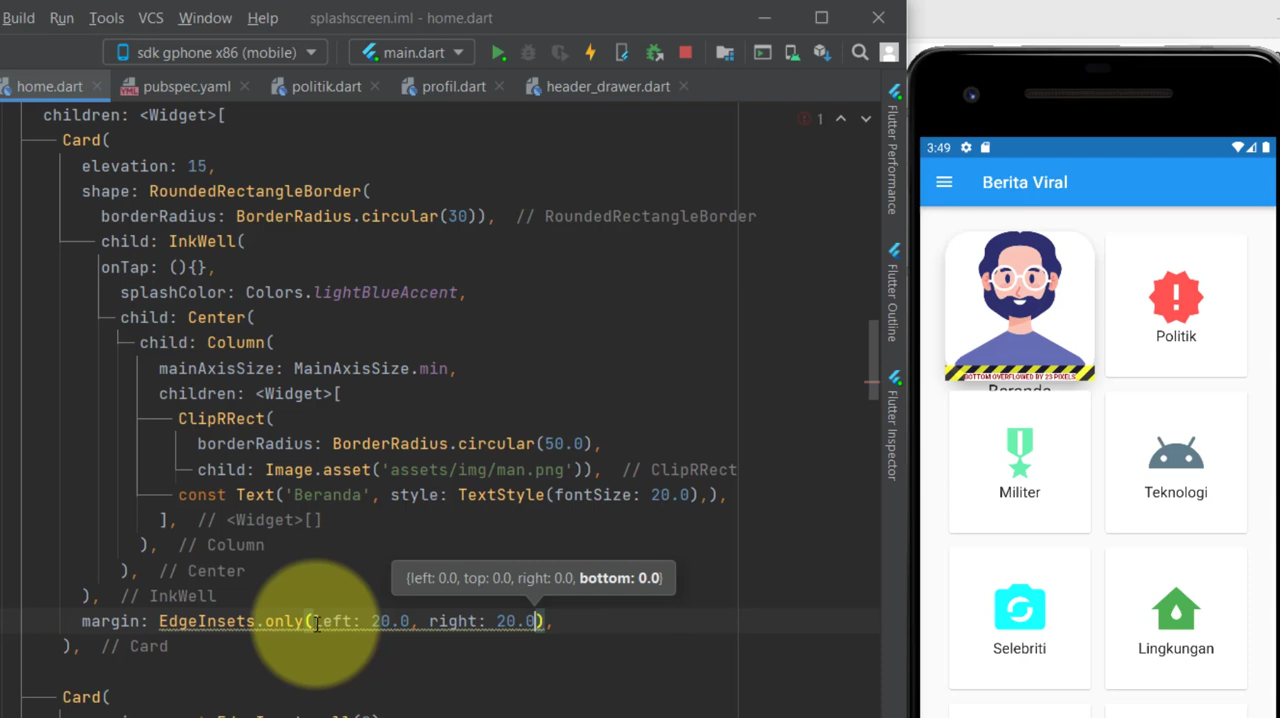 Build Run Tools VCS Window Help splashscreen.iml - home.dart
sdk gphone x86 (mobile) main.dart
home.dart pubspec.yaml politik.dart profil.dart header_drawer.dart
children: <Widget>[
1
Card(
elevation: 15,
shape: RoundedRectangleBorder(
borderRadius: BorderRadius.circular(30)), // RoundedRectangleBorder
child: InkWell(
onTap: (){},
splashColor: Colors.lightBlueAccent,
child: Center(
child: Column(
mainAxisSize: MainAxisSize.min,
children: <Widget>[
ClipRRect(
borderRadius: BorderRadius.circular(50.0),
child: Image.asset('assets/img/man.png')), // ClipRRect
const Text('Beranda', style: TextStyle(fontSize: 20.0),),
], // <Widget>[]
), // Column
), // Center
{left: 0.0, top: 0.0, right: 0.0, bottom: 0.0}
), // InkWell
margin: EdgeInsets.only(left: 20.0, right: 20.0),
), // Card
Card(
Flutter Performance
Flutter Outline
Flutter Inspector
3:49
Berita Viral
BOTTOM OVERFLOWED BY 23 PIXELS
Beranda
Politik
Militer
Teknologi
Selebriti
Lingkungan